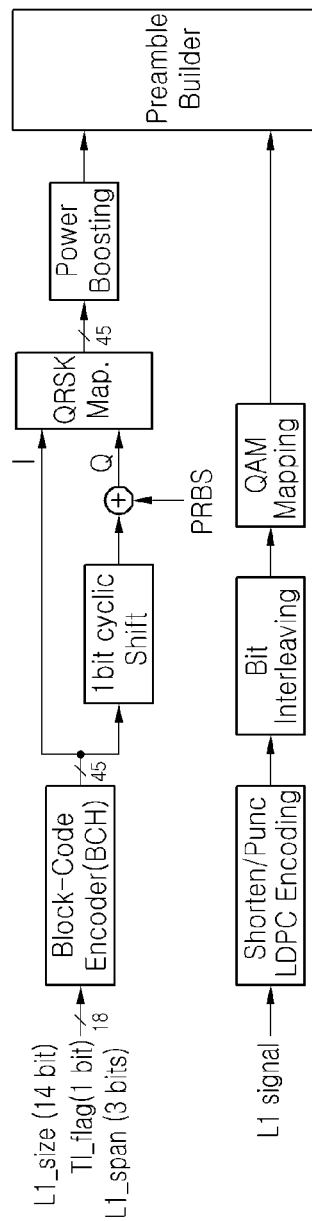 L1_size (14 bit)
TI_flag(1 bit)
L1_span (3 bits)
18
Block-Code
Encoder(BCH)
45
1bit cyclic
Shift
I
Q
PRBS
QRSK
Map.
45
Power
Boosting
Preamble
Builder
L1 signal
Shorten/Punc
LDPC Encoding
Bit
Interleaving
QAM
Mapping